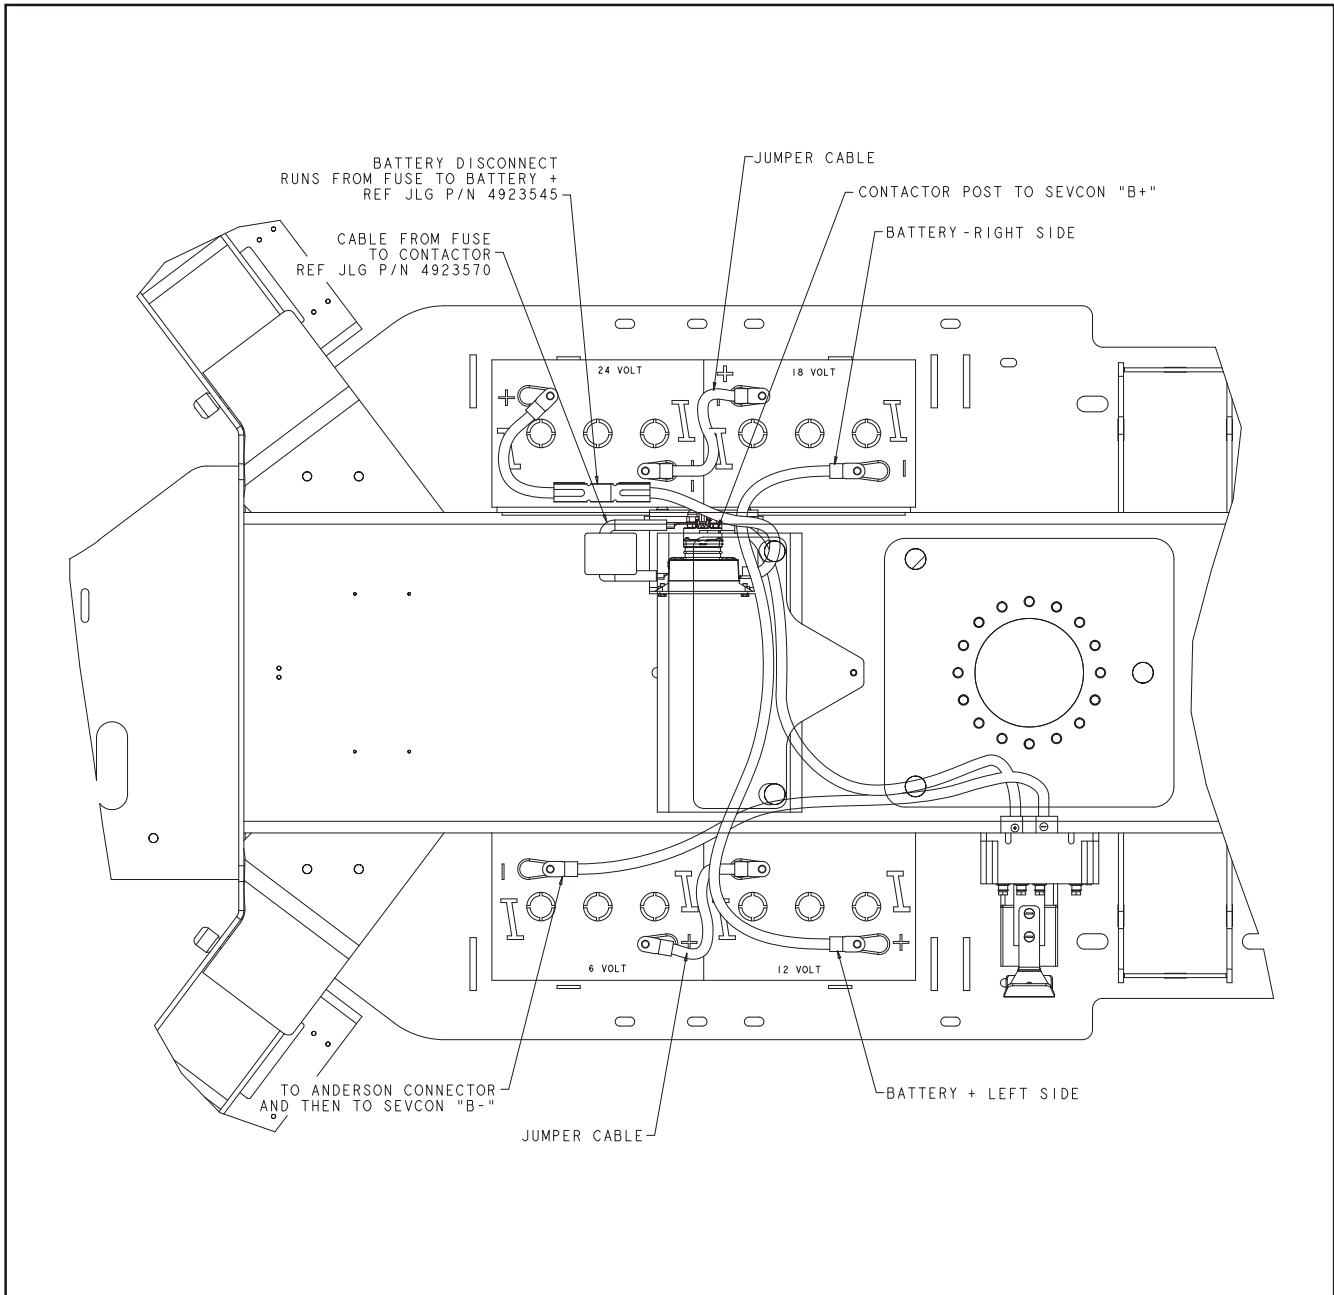 BATTERY DISCONNECT
RUNS FROM FUSE TO BATTERY +
REF JLG P/N 4923545
JUMPER CABLE
CONTACTOR POST TO SEVCON "B+"
BATTERY-RIGHT SIDE
CABLE FROM FUSE
TO CONTACTOR
REF JLG P/N 4923570
24 VOLT
18 VOLT
+
+
-
-
-
+
+
6 VOLT
12 VOLT
TO ANDERSON CONNECTOR
AND THEN TO SEVCON "B-"
BATTERY + LEFT SIDE
JUMPER CABLE